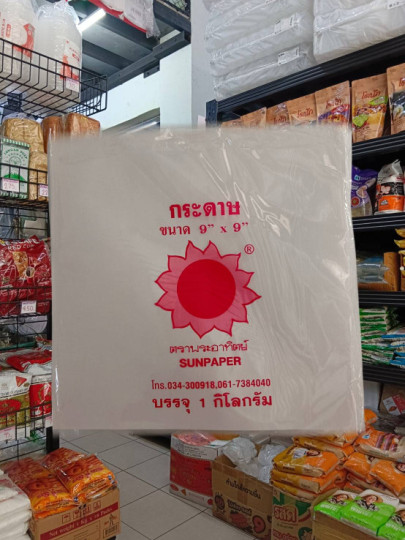 กระดาษ
ขนาด 9" x 9"
®
ตราพระอาทิตย์
SUNPAPER
โทร.034-300918,061-7384040
บรรจุ 1 กิโลกรัม